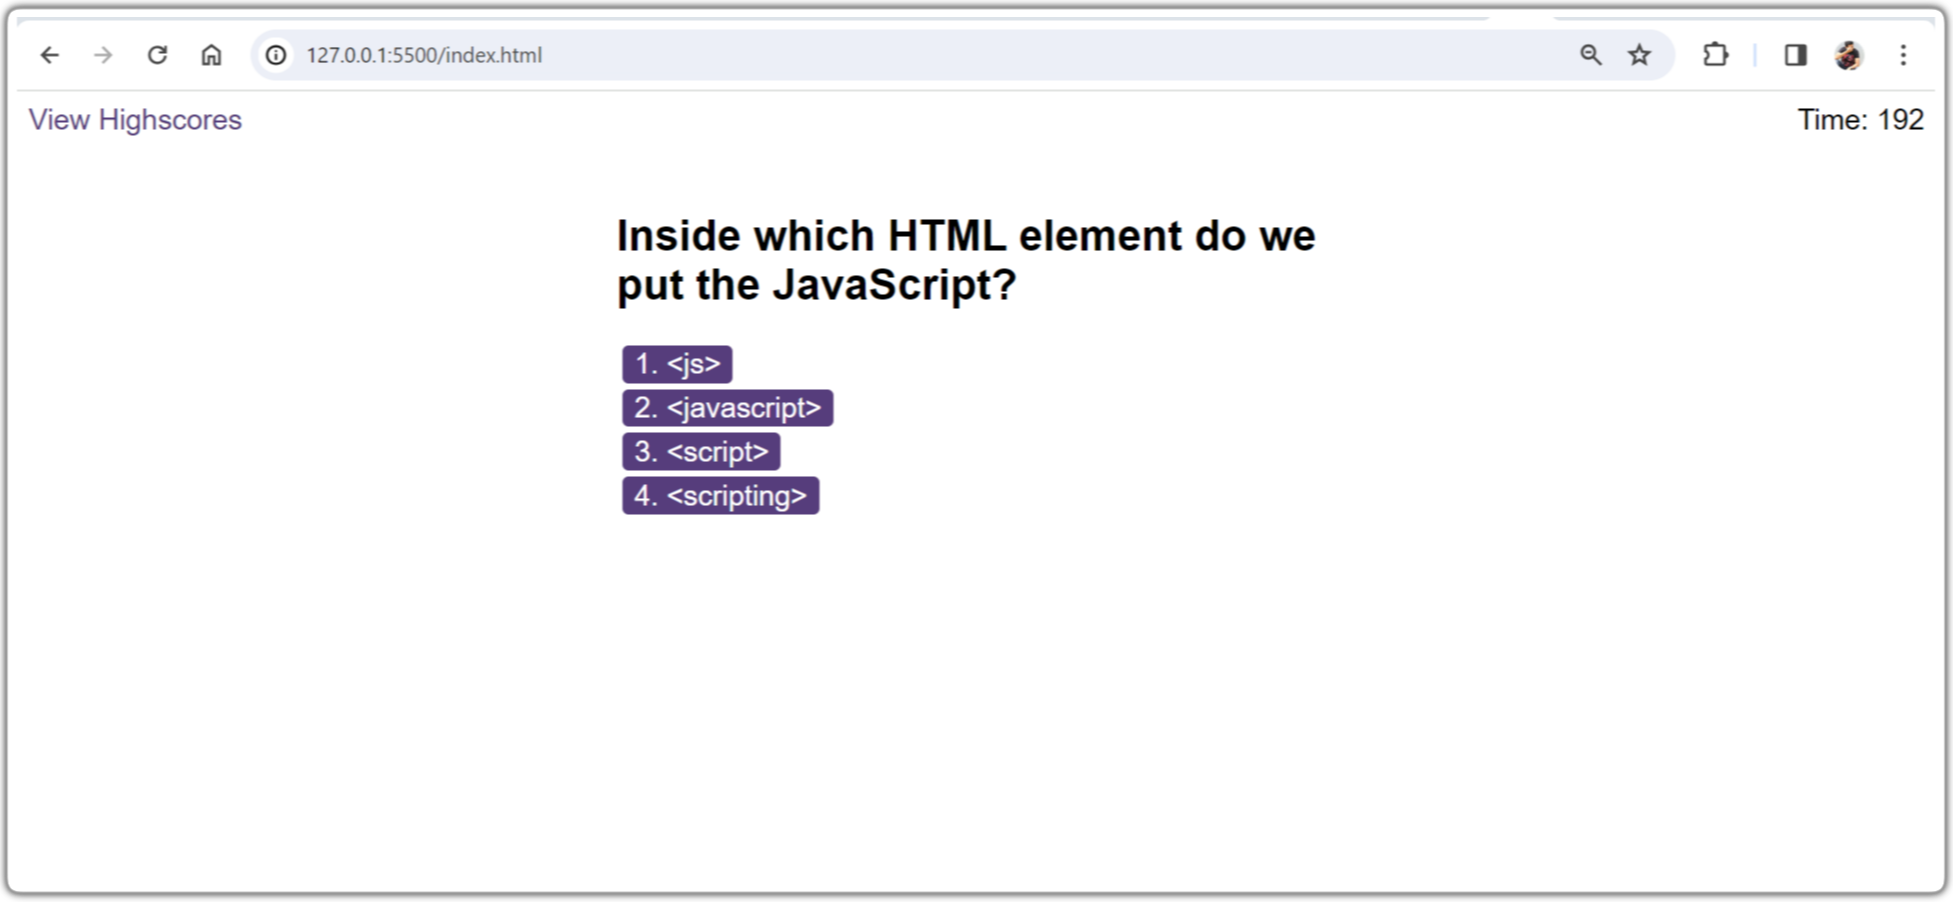 127.0.0.1:5500/index.html
View Highscores
Time: 192
Inside which HTML element do we
put the JavaScript?
1. <js>
2. <javascript>
3. <script>
4. <scripting>